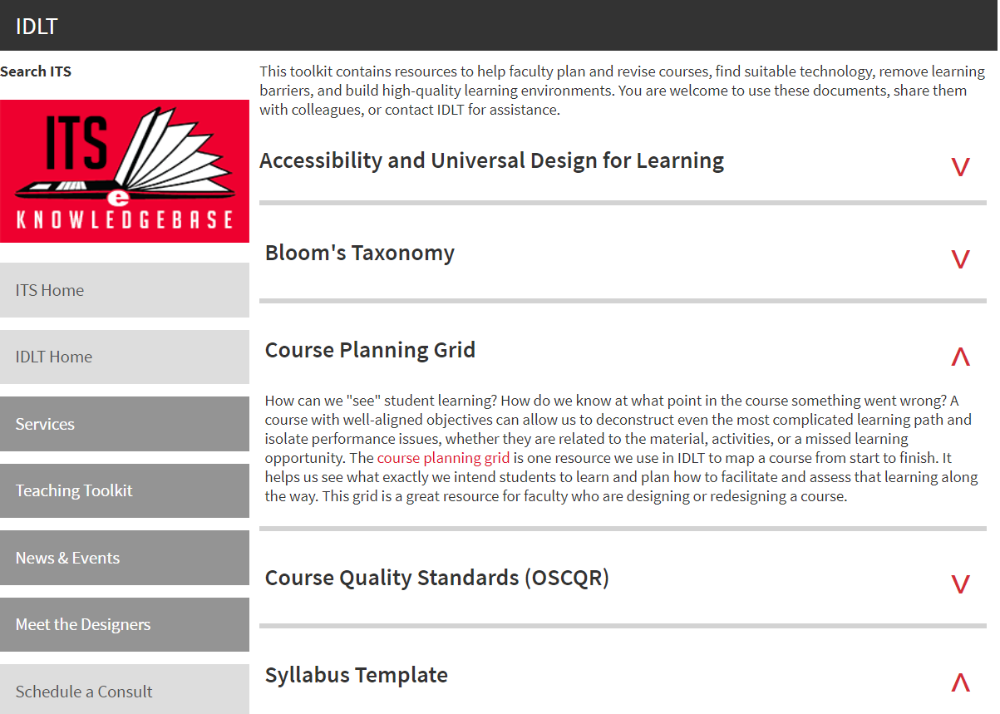 IDLT
Search ITS
ITS
e
KNOWLEDGEBASE
ITS Home
IDLT Home
Services
Teaching Toolkit
News & Events
Meet the Designers
Schedule a Consult
This toolkit contains resources to help faculty plan and revise courses, find suitable technology, remove learning
barriers, and build high-quality learning environments. You are welcome to use these documents, share them
with colleagues, or contact IDLT for assistance.
Accessibility and Universal Design for Learning
Bloom's Taxonomy
Course Planning Grid
How can we "see" student learning? How do we know at what point in the course something went wrong? A
course with well-aligned objectives can allow us to deconstruct even the most complicated learning path and
isolate performance issues, whether they are related to the material, activities, or a missed learning
opportunity. The course planning grid is one resource we use in IDLT to map a course from start to finish. It
helps us see what exactly we intend students to learn and plan how to facilitate and assess that learning along
the way. This grid is a great resource for faculty who are designing or redesigning a course.
Course Quality Standards (OSCQR)
Syllabus Template